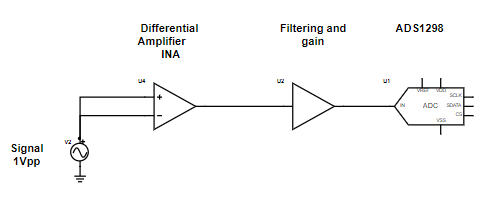 Differential
Amplifier
INA
Filtering and
gain
ADS1298
U4
U2
U1
+
−
VREF
VDD
SCLK
IN
ADC
SDATA
CS
VSS
V2
+
Signal
1Vpp